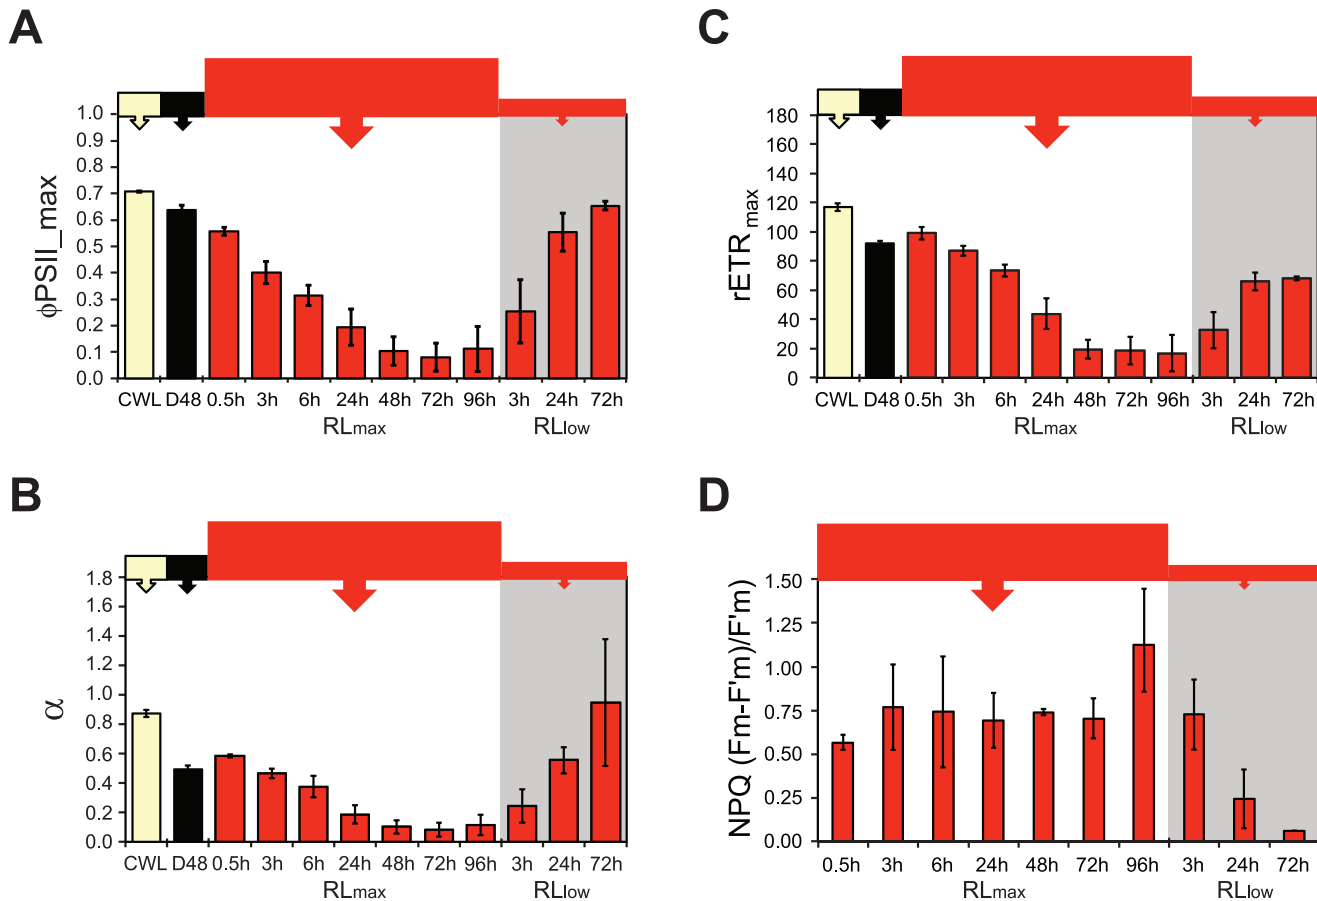 A
ϕPSII_max
1.0
0.9
0.8
0.7
0.6
0.5
0.4
0.3
0.2
0.1
0.0
CWL D48 0.5h 3h 6h 24h 48h 72h 96h 3h 24h 72h
RLmax RLlow
C
rETRmax
180
160
140
120
100
80
60
40
20
0
CWL D48 0.5h 3h 6h 24h 48h 72h 96h 3h 24h 72h
RLmax RLlow
B
α
1.8
1.6
1.4
1.2
1.0
0.8
0.6
0.4
0.2
0.0
CWL D48 0.5h 3h 6h 24h 48h 72h 96h 3h 24h 72h
RLmax RLlow
D
NPQ (Fm-F'm)/F'm)
1.50
1.25
1.00
0.75
0.50
0.25
0.00
0.5h 3h 6h 24h 48h 72h 96h 3h 24h 72h
RLmax RLlow